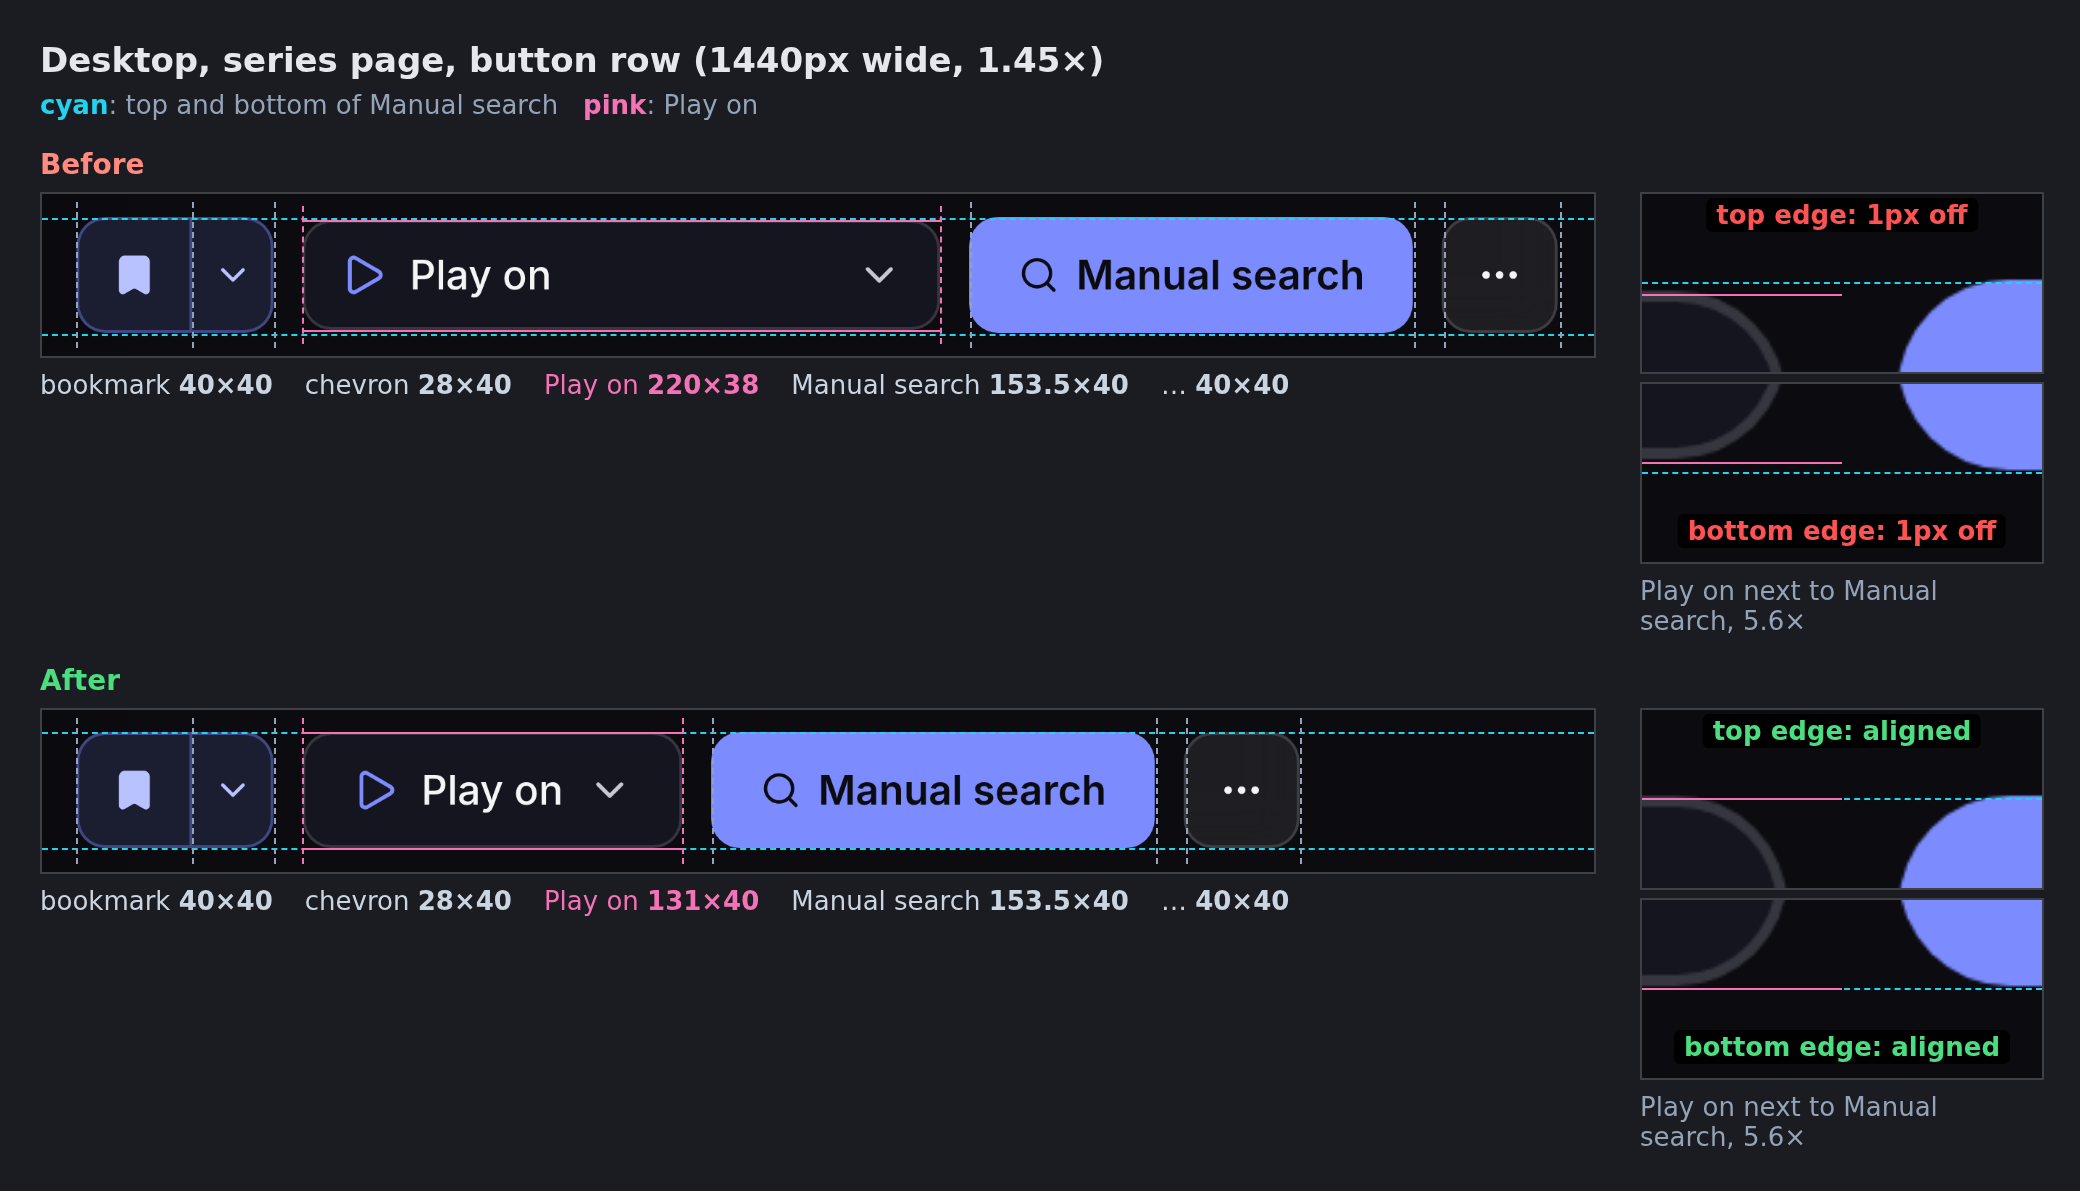 Desktop, series page, button row (1440px wide, 1.45×)
cyan: top and bottom of Manual search pink: Play on
Before
Play on
Manual search
bookmark 40×40 chevron 28×40 Play on 220×38 Manual search 153.5×40 … 40×40
top edge: 1px off
bottom edge: 1px off
Play on next to Manual
search, 5.6×
After
Play on
Manual search
bookmark 40×40 chevron 28×40 Play on 131×40 Manual search 153.5×40 … 40×40
top edge: aligned
bottom edge: aligned
Play on next to Manual
search, 5.6×